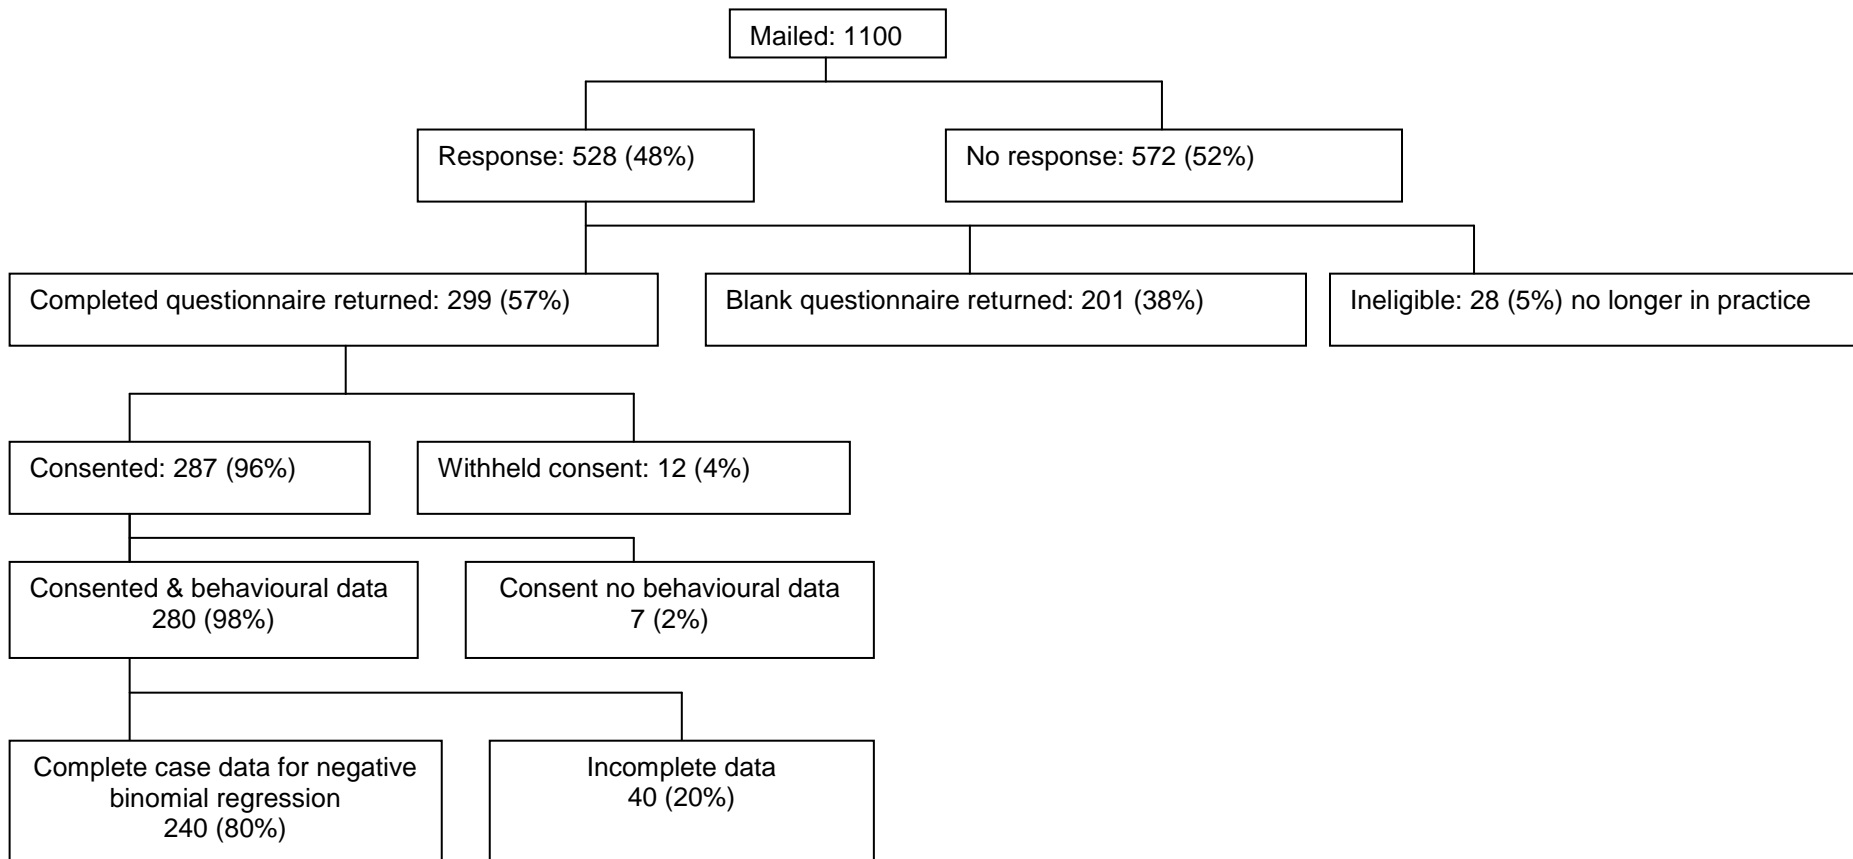 Mailed: 1100
Response: 528 (48%)
No response: 572 (52%)
Completed questionnaire returned: 299 (57%)
Blank questionnaire returned: 201 (38%)
Ineligible: 28 (5%) no longer in practice
Consented: 287 (96%)
Withheld consent: 12 (4%)
Consented & behavioural data
280 (98%)
Consent no behavioural data
7 (2%)
Complete case data for negative
binomial regression
240 (80%)
Incomplete data
40 (20%)